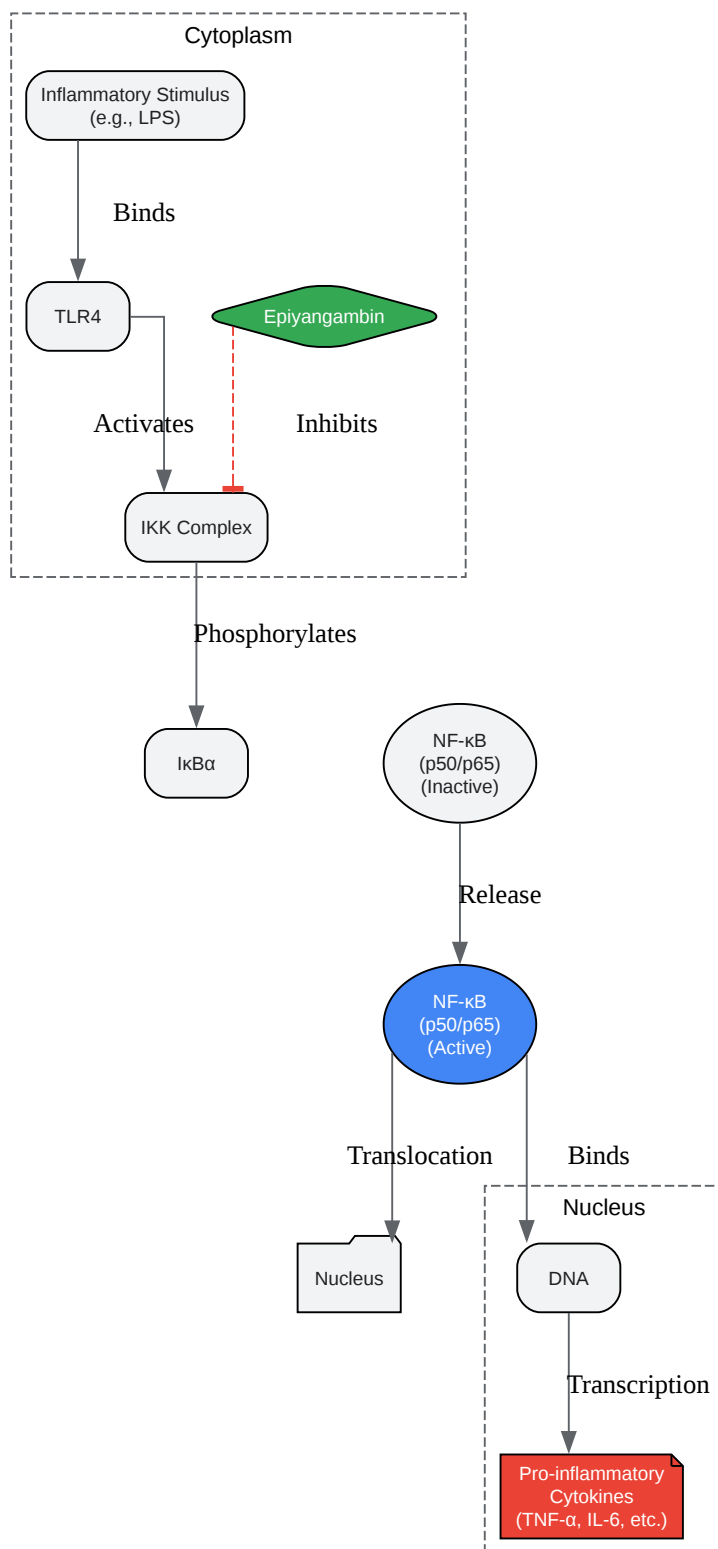 Cytoplasm
Inflammatory Stimulus
(e.g., LPS)
Binds
TLR4
Epiyangambin
Activates
Inhibits
IKK Complex
Phosphorylates
IκBα
NF-κB
(p50/p65)
(Inactive)
Release
NF-κB
(p50/p65)
(Active)
Translocation
Binds
Nucleus
Nucleus
DNA
Transcription
Pro-inflammatory
Cytokines
(TNF-α, IL-6, etc.)